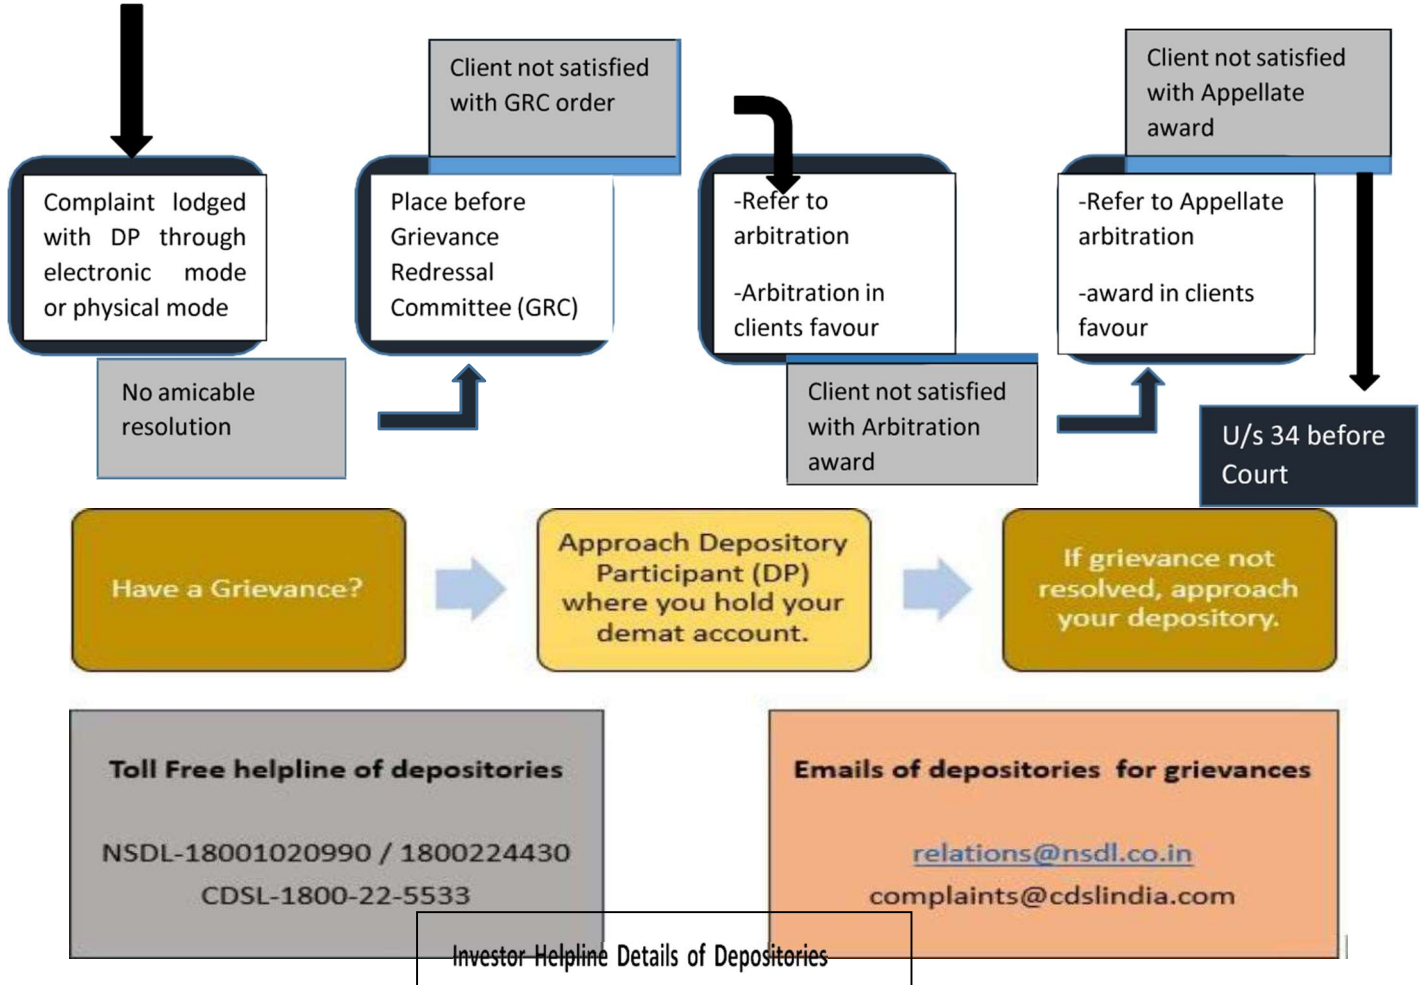 Complaint lodged
with DP through
electronic mode
or physical mode
No amicable
resolution
Place before
Grievance
Redressal
Committee (GRC)
Client not satisfied
with GRC order
-Refer to
arbitration
-Arbitration in
clients favour
Client not satisfied
with Arbitration
award
-Refer to Appellate
arbitration
-award in clients
favour
Client not satisfied
with Appellate
award
U/s 34 before
Court
Have a Grievance?
Approach Depository
Participant (DP)
where you hold your
demat account.
If grievance not
resolved, approach
your depository.
Toll Free helpline of depositories
NSDL-18001020990 / 1800224430
CDSL-1800-22-5533
Emails of depositories for grievances
relations@nsdl.co.in
complaints@cdslindia.com
Investor Helpline Details of Depositories